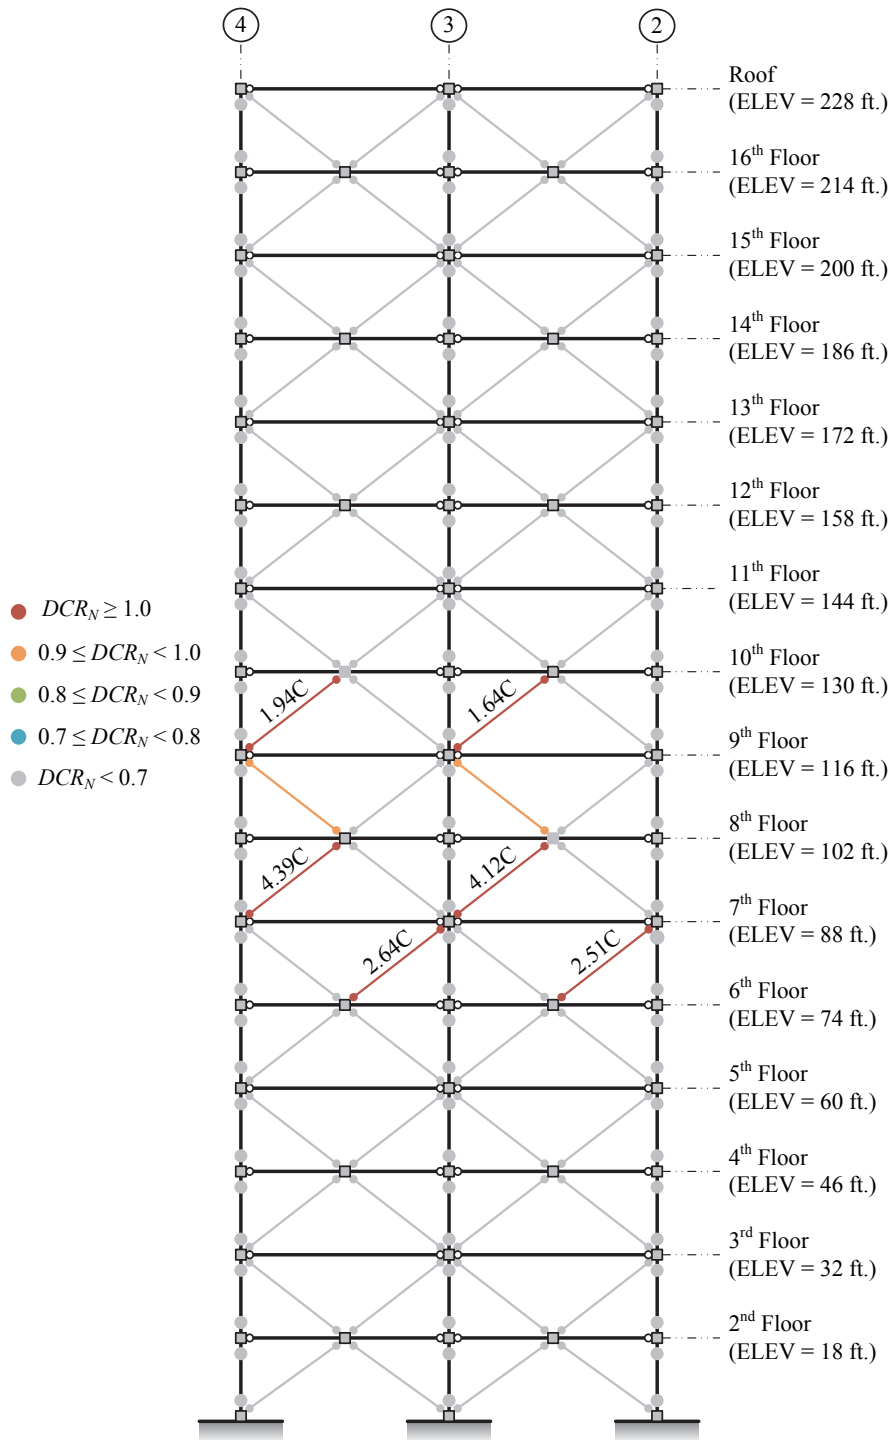 4
3
2
Roof
(ELEV = 228 ft.)
16th Floor
(ELEV = 214 ft.)
15th Floor
(ELEV = 200 ft.)
14th Floor
(ELEV = 186 ft.)
13th Floor
(ELEV = 172 ft.)
12th Floor
(ELEV = 158 ft.)
11th Floor
(ELEV = 144 ft.)
10th Floor
(ELEV = 130 ft.)
9th Floor
(ELEV = 116 ft.)
8th Floor
(ELEV = 102 ft.)
7th Floor
(ELEV = 88 ft.)
6th Floor
(ELEV = 74 ft.)
5th Floor
(ELEV = 60 ft.)
4th Floor
(ELEV = 46 ft.)
3rd Floor
(ELEV = 32 ft.)
2nd Floor
(ELEV = 18 ft.)
DCR_N ≥ 1.0
0.9 ≤ DCR_N < 1.0
0.8 ≤ DCR_N < 0.9
0.7 ≤ DCR_N < 0.8
DCR_N < 0.7
1.94C
1.64C
4.39C
4.12C
2.64C
2.51C